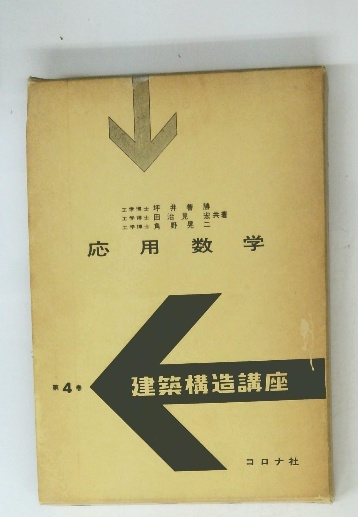 工学博士 坪井善勝
工学博士 田治見宏共著
工学博士 真野晃二
応用数学
第4巻
建築構造講座
コロナ社